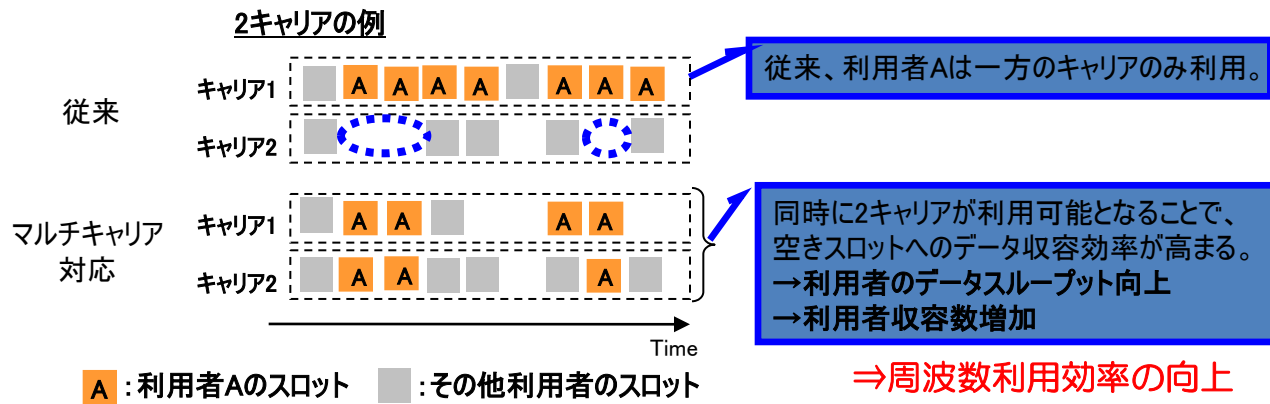 2キャリアの例
従来
キャリア1
A A A A A A A
キャリア2
従来、利用者Aは一方のキャリアのみ利用。
マルチキャリア
対応
キャリア1
A A A A
キャリア2
A A A
同時に2キャリアが利用可能となることで、
空きスロットへのデータ収容効率が高まる。
→利用者のデータスループット向上
→利用者収容数増加
Time
A :利用者Aのスロット
:その他利用者のスロット
⇒周波数利用効率の向上